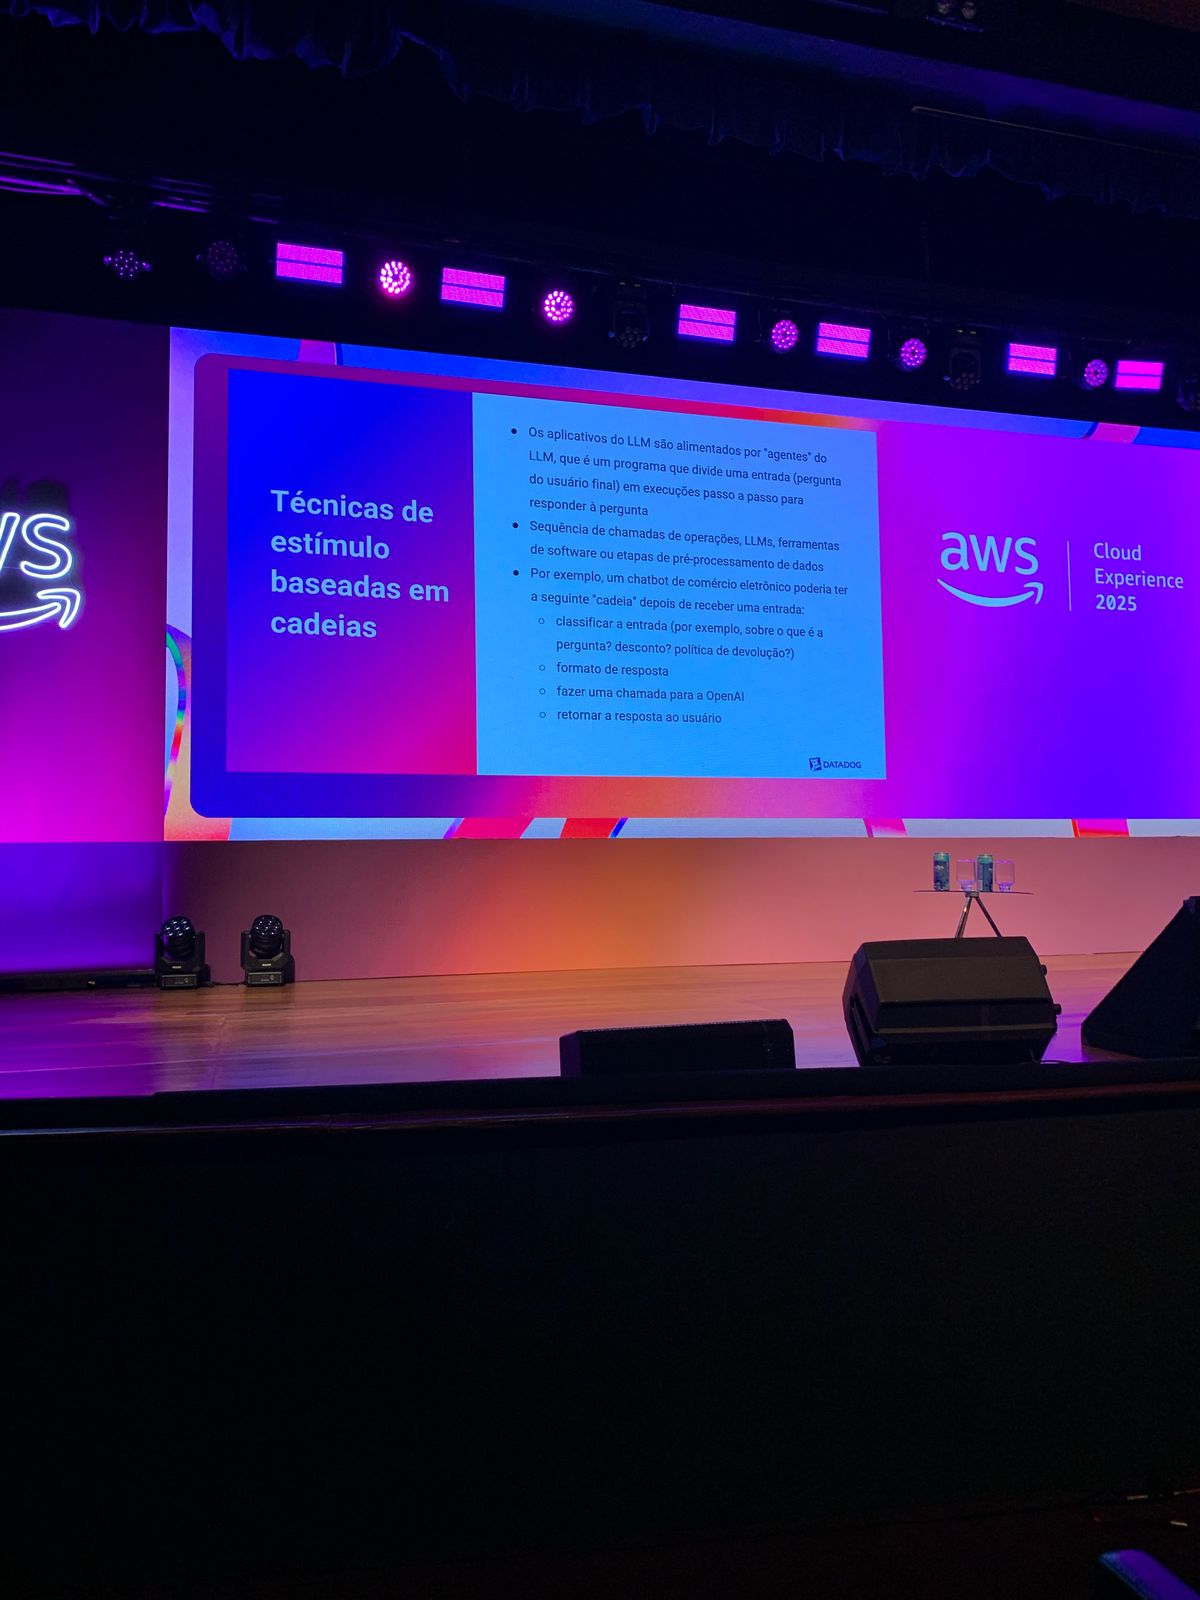 Técnicas de
estímulo
baseadas em
cadeias
• Os aplicativos do LLM são alimentados por "agentes" do
LLM, que é um programa que divide uma entrada (pergunta
do usuário final) em execuções passo a passo para
responder à pergunta
• Sequência de chamadas de operações, LLMs, ferramentas
de software ou etapas de pré-processamento de dados
• Por exemplo, um chatbot de comércio eletrônico poderia ter
a seguinte "cadeia" depois de receber uma entrada:
○ classificar a entrada (por exemplo, sobre o que é a
pergunta? desconto? política de devolução?)
○ formato de resposta
○ fazer uma chamada para a OpenAI
○ retornar a resposta ao usuário
DATADOG
aws
Cloud
Experience
2025